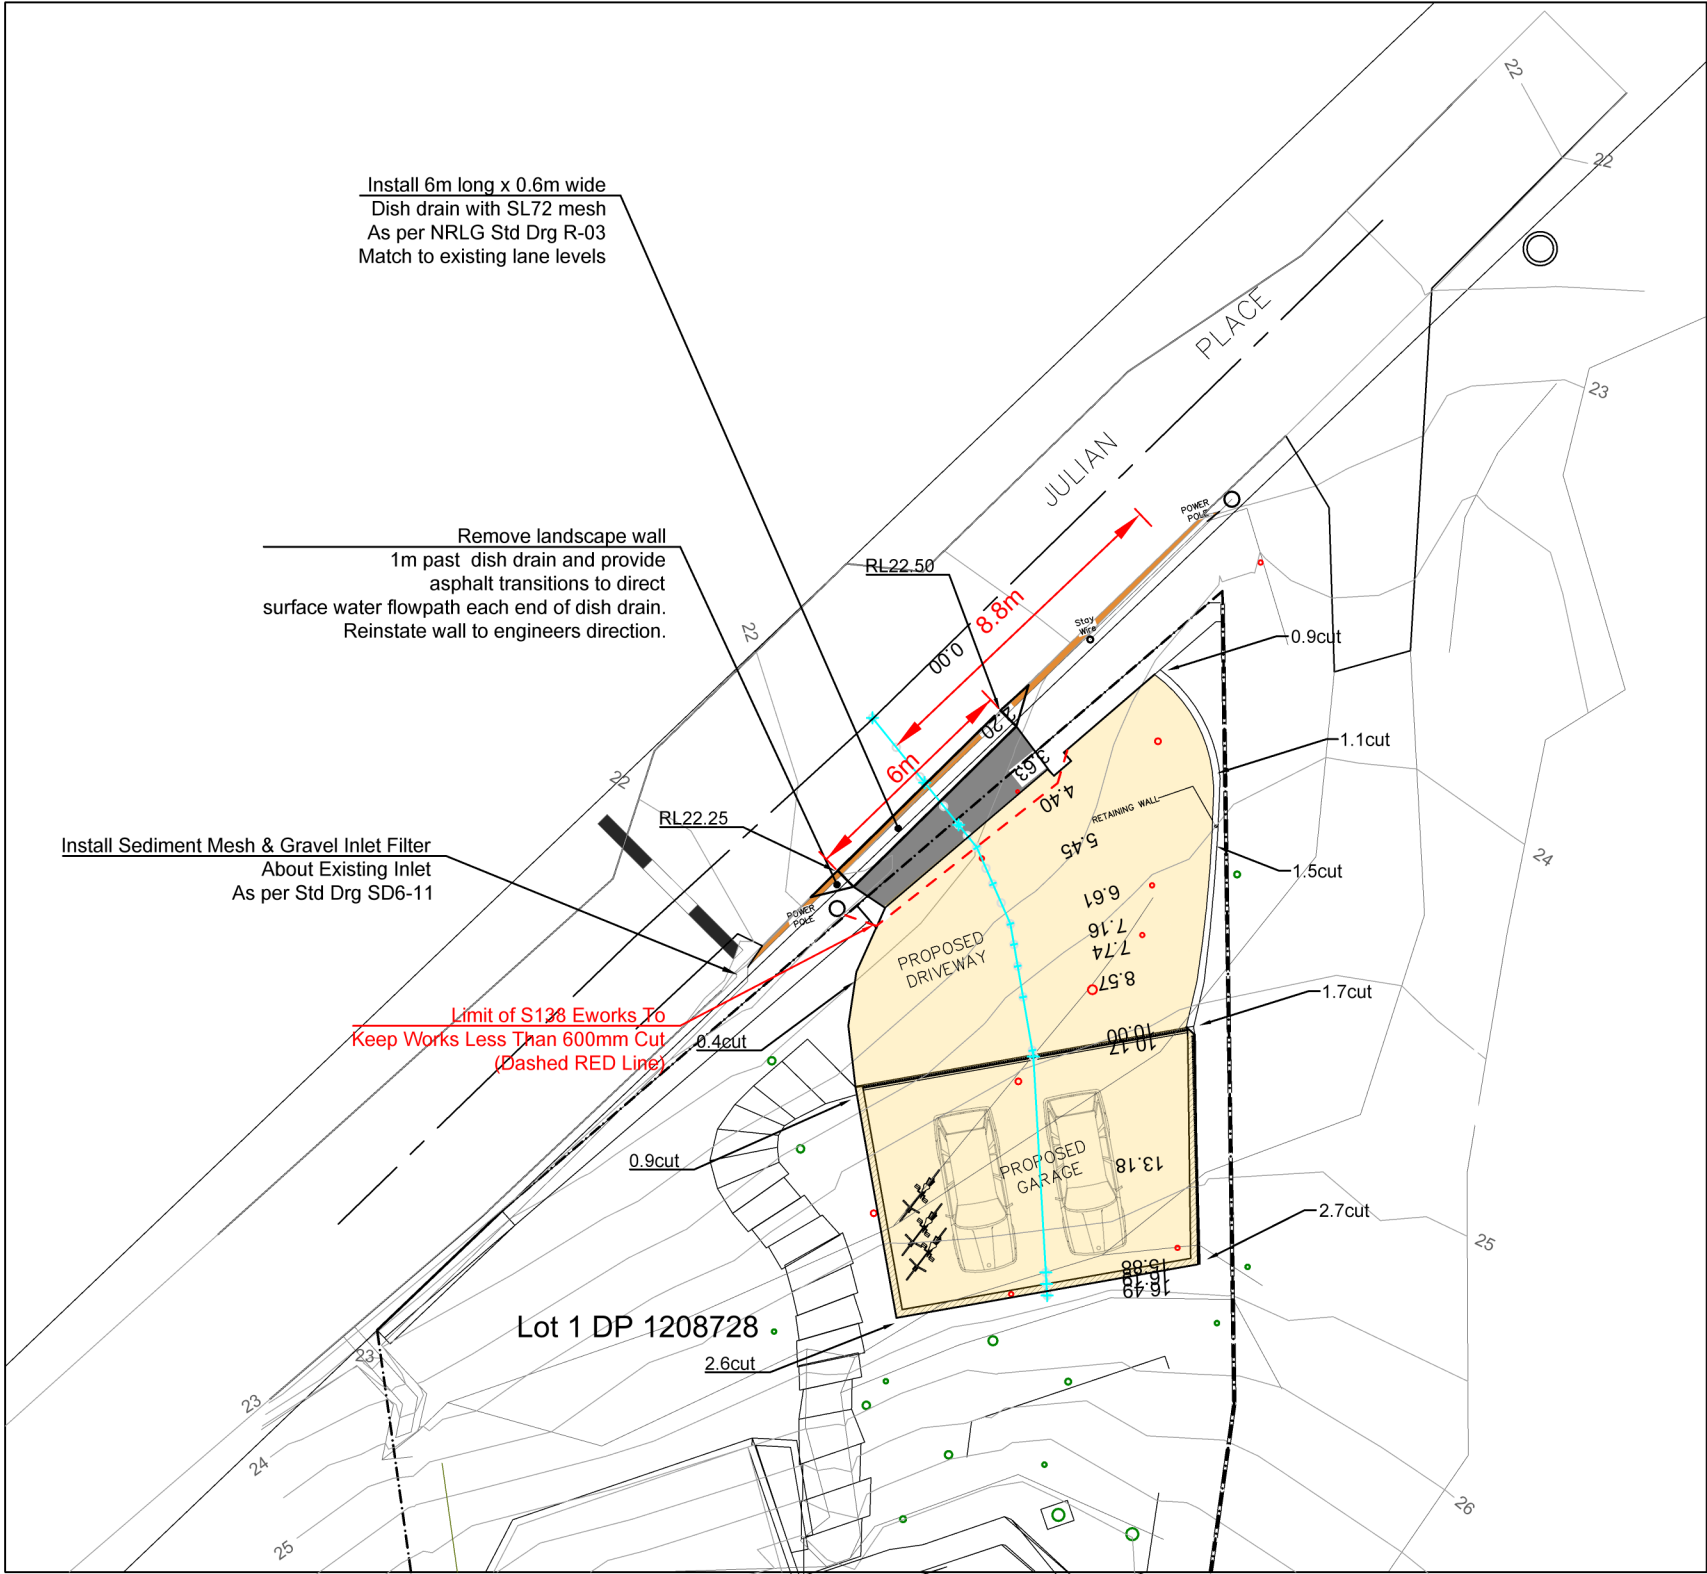 22
22
Install 6m long x 0.6m wide
Dish drain with SL72 mesh
As per NRLG Std Drg R-03
Match to existing lane levels
JULIAN PLACE
23
POWER
POLE
Remove landscape wall
1m past dish drain and provide
asphalt transitions to direct
surface water flowpath each end of dish drain.
Reinstate wall to engineers direction.
RL22.50
8.8m
Stay
Wire
22
0.00
0.9cut
2.20
6m
3.63
1.1cut
22
4.40
RETAINING WALL
RL22.25
5.45
Install Sediment Mesh & Gravel Inlet Filter
About Existing Inlet
As per Std Drg SD6-11
24
1.5cut
6.61
POWER
POLE
7.16
7.74
PROPOSED
DRIVEWAY
8.57
1.7cut
Limit of S138 Eworks To
Keep Works Less Than 600mm Cut
(Dashed RED Line)
0.4cut
10.00
10.17
0.9cut
PROPOSED
GARAGE
13.18
2.7cut
25
15.88
16.49
Lot 1 DP 1208728
2.6cut
23
23
24
25
26